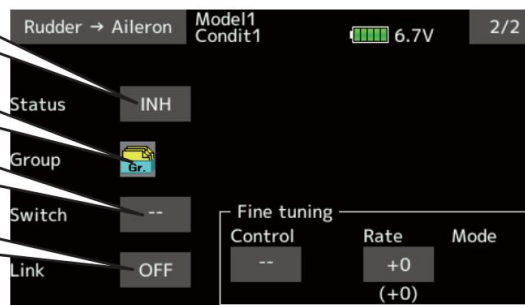 Rudder → Aileron
Model1
Condit1
6.7V
2/2
Status
INH
Group
Gr.
Switch
--
Link
OFF
Fine tuning
Control
Rate
Mode
--
+0
(+0)